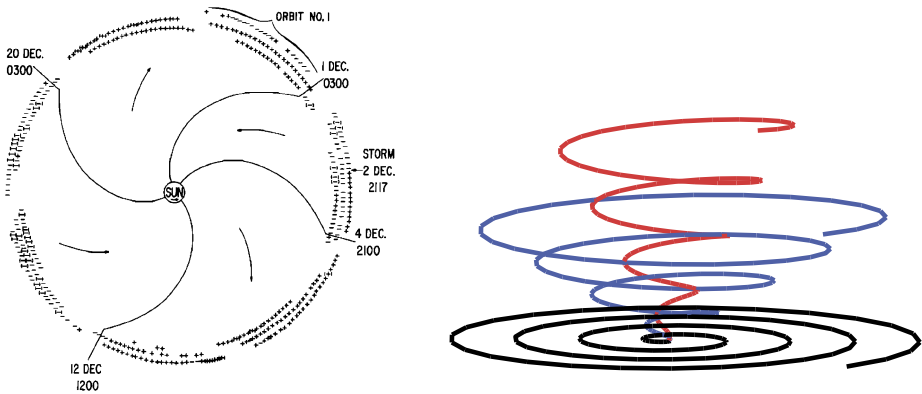 ORBIT NO. 1
20 DEC.
0300
1 DEC.
0300
STORM
2 DEC.
2117
SUN
4 DEC.
2100
12 DEC
1200